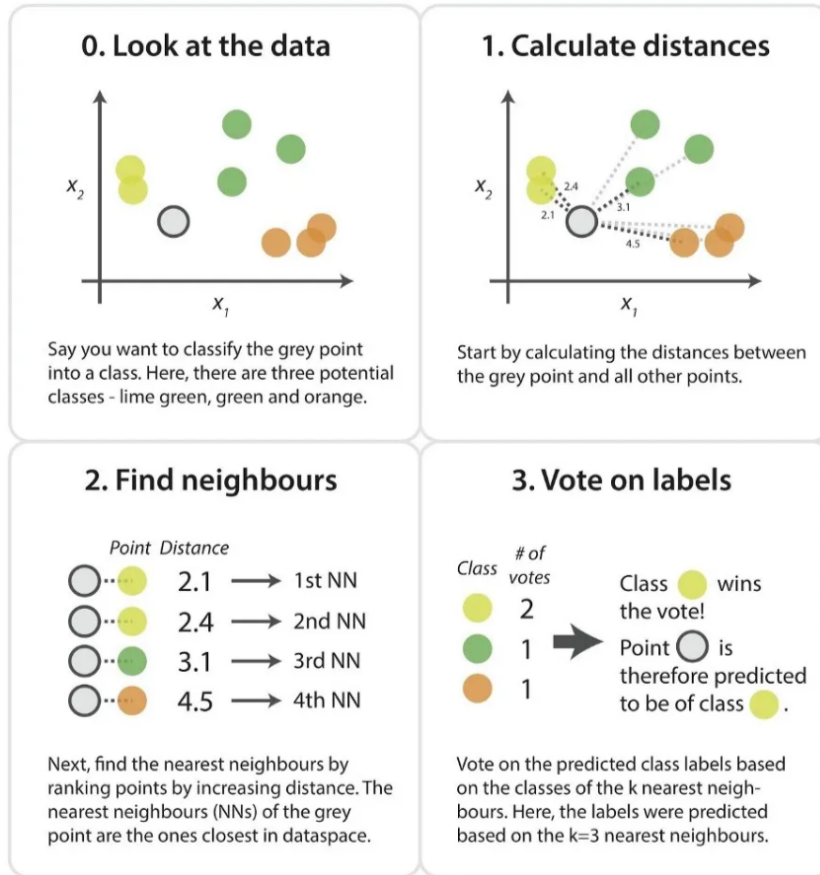 0. Look at the data
X2
X1
Say you want to classify the grey point
into a class. Here, there are three potential
classes - lime green, green and orange.
1. Calculate distances
X2
2.4
2.1
3.1
4.5
X1
Start by calculating the distances between
the grey point and all other points.
2. Find neighbours
Point Distance
2.1 1st NN
2.4 2nd NN
3.1 3rd NN
4.5 4th NN
Next, find the nearest neighbours by
ranking points by increasing distance. The
nearest neighbours (NNs) of the grey
point are the ones closest in dataspace.
3. Vote on labels
Class # of votes
2
1
1
Class wins
the vote!
Point is
therefore predicted
to be of class .
Vote on the predicted class labels based
on the classes of the k nearest neigh-
bours. Here, the labels were predicted
based on the k=3 nearest neighbours.